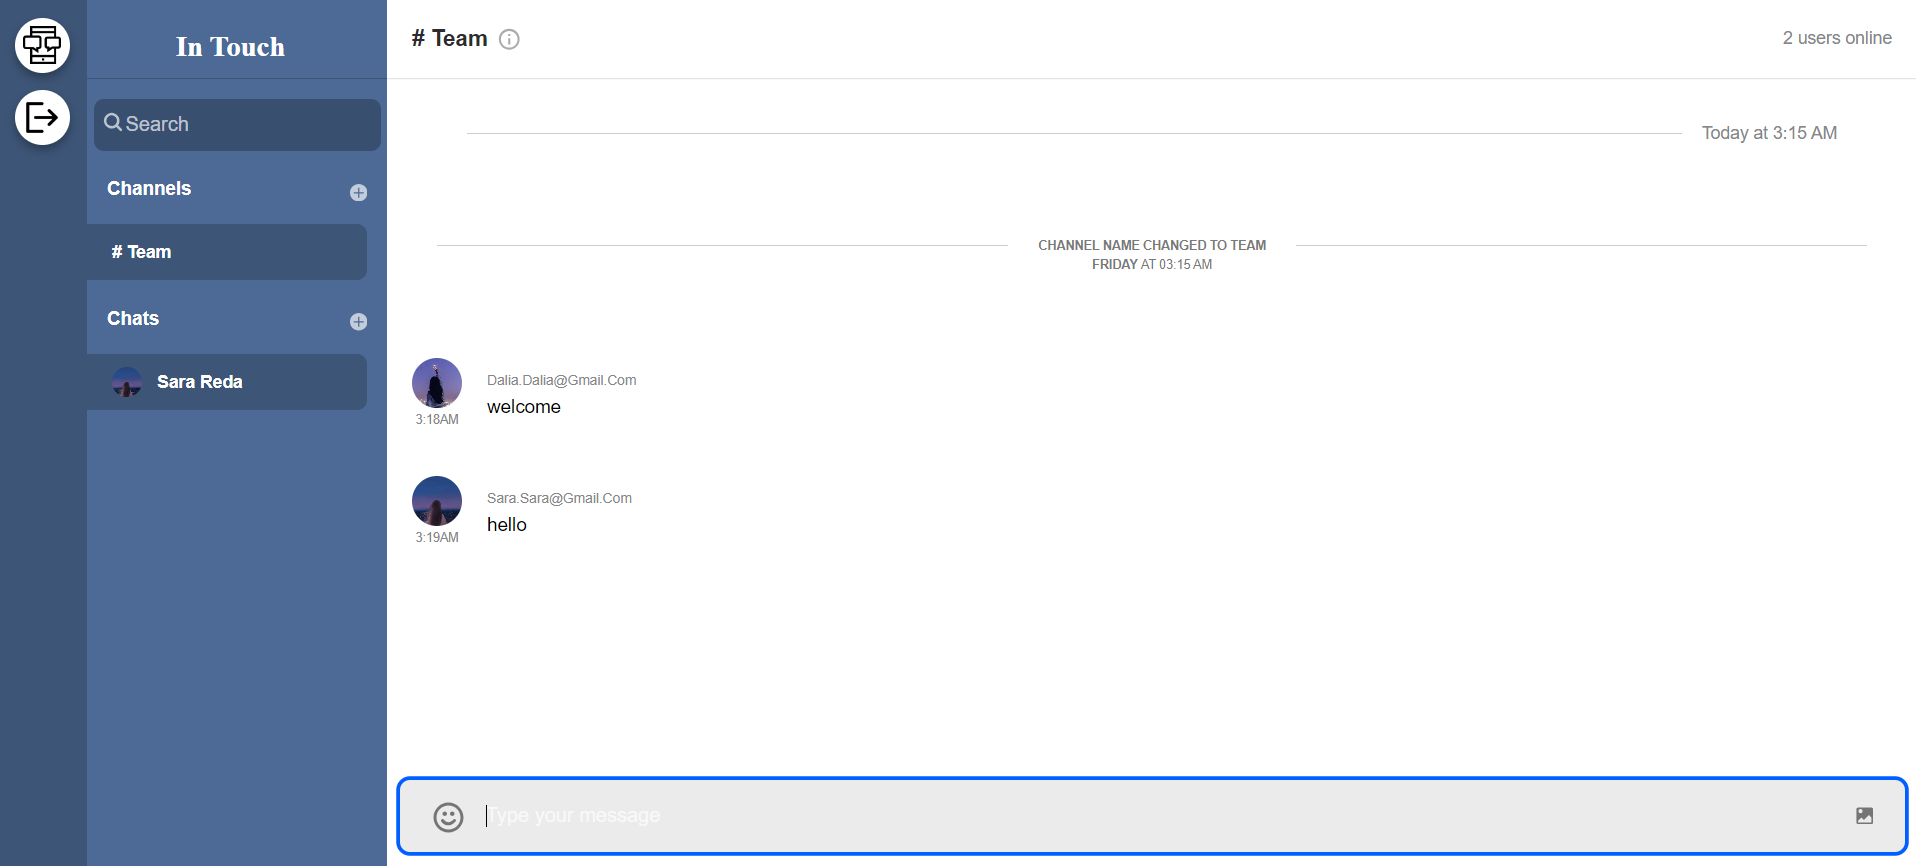 In Touch
Search
Channels
# Team
Chats
Sara Reda
# Team
2 users online
Today at 3:15 AM
CHANNEL NAME CHANGED TO TEAM
FRIDAY AT 03:15 AM
Dalia.Dalia@Gmail.Com
welcome
3:18AM
Sara.Sara@Gmail.Com
hello
3:19AM
Type your message